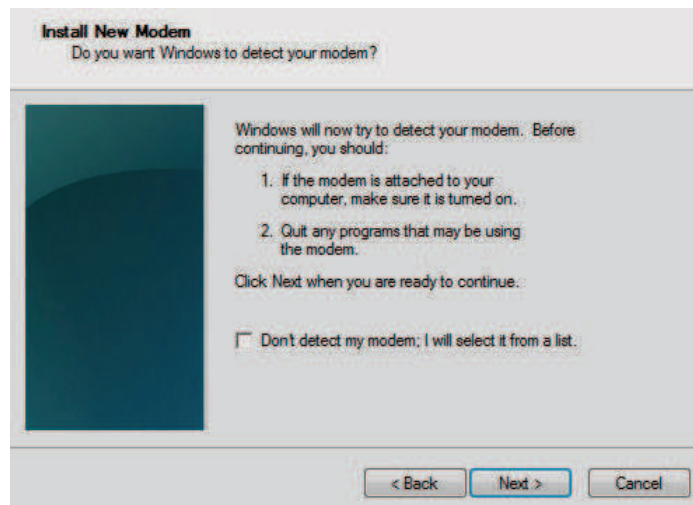 Install New Modem
Do you want Windows to detect your modem?
Windows will now try to detect your modem. Before
continuing, you should:
1. If the modem is attached to your
computer, make sure it is turned on.
2. Quit any programs that may be using
the modem.
Click Next when you are ready to continue.
Don't detect my modem; I will select it from a list.
< Back Next > Cancel